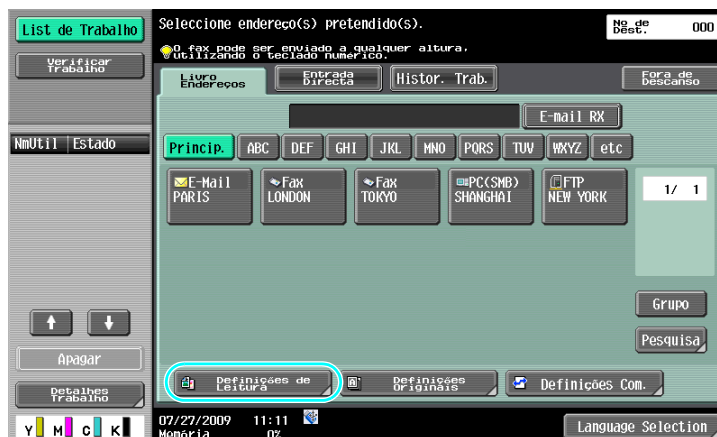 List de Trabalho
Verificar
Trabalho
NmUtil Estado
Apagar
Detalhes
Trabalho
Y M C K
Seleccione endereço(S) pretendido(s).
Nº de
Dest. 000
O fax pode ser enviado a qualquer altura,
utilizando o teclado numérico.
Livro
Endereços
Entrada
Directa
Histor. Trab.
Fora de
Descanso
E-mail RX
Princip. ABC DEF GHI JKL MNO PQRS TUV WXYZ etc
E-Mail
PARIS
Fax
LONDON
Fax
TOKYO
PC(SMB)
SHANGHAI
FTP
NEW YORK
1/ 1
Grupo
Pesquisa
Definições de
Leitura
Definições
Originais
Definições Com.
07/27/2009 11:11
Memória 0%
Language Selection